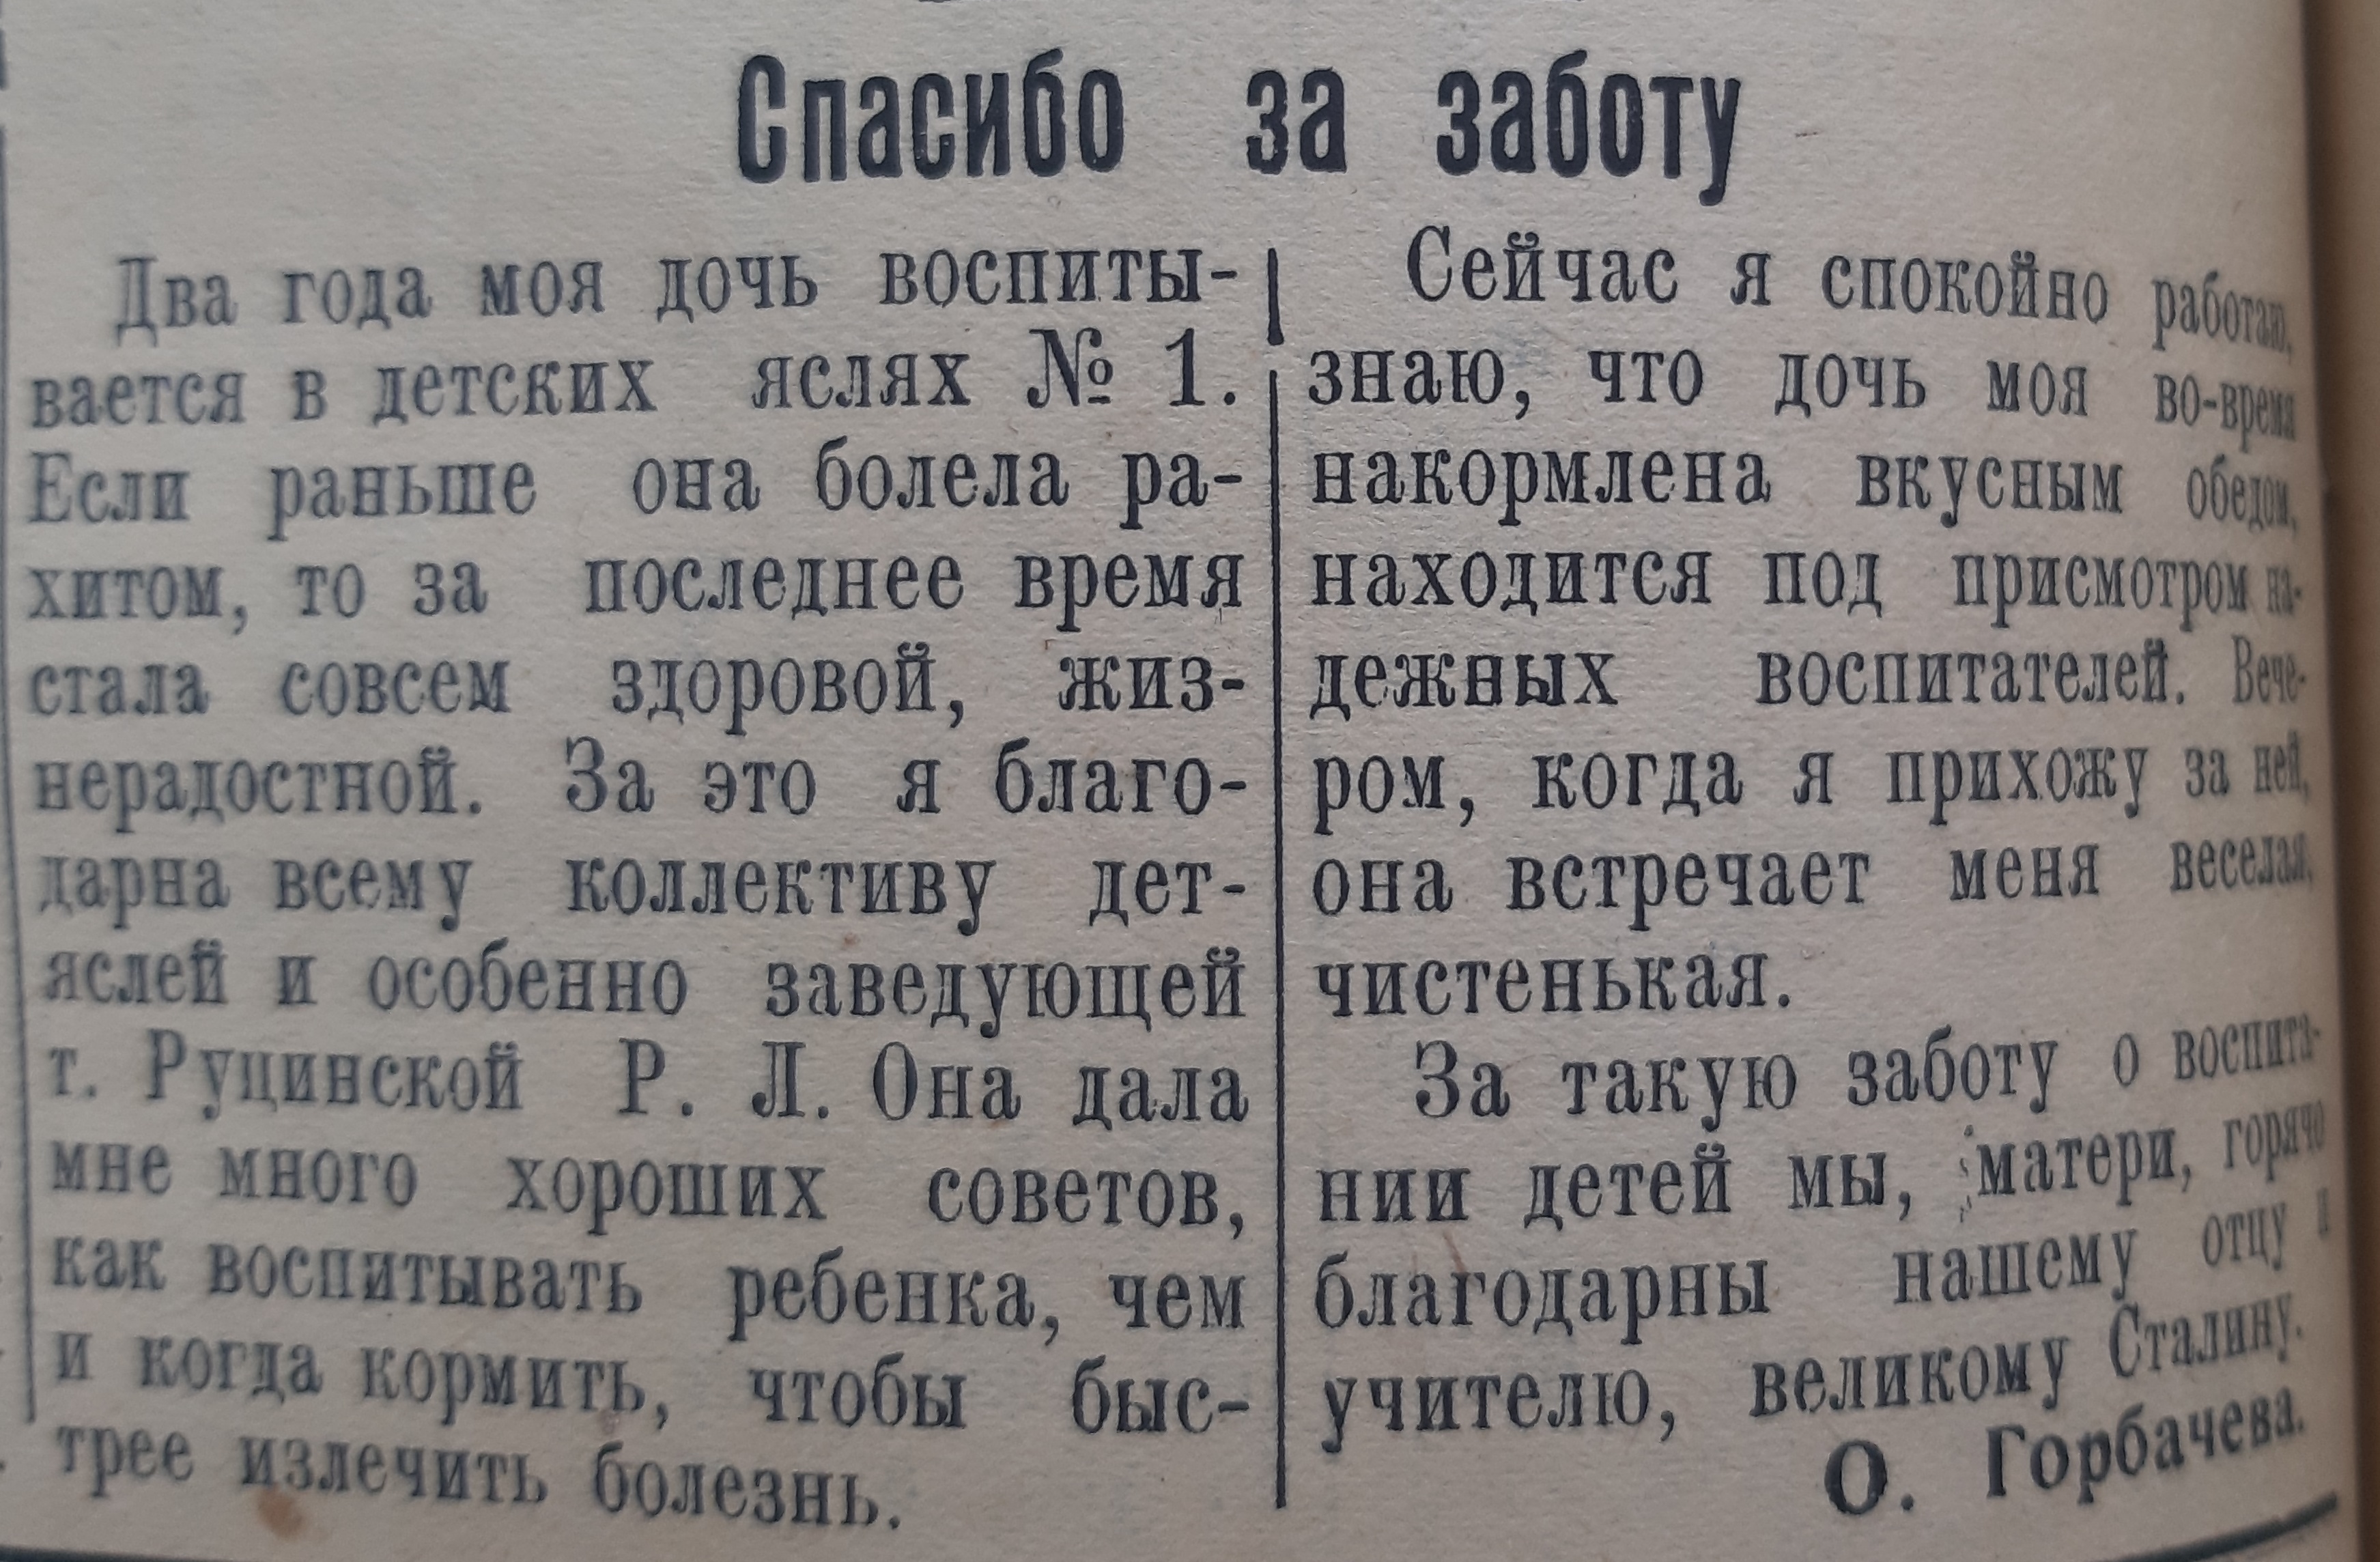 Спасибо за заботу
Два года моя дочь воспиты-
вается в детских яслях № 1.
Если раньше она болела ра-
хитом, то за последнее время
стала совсем здоровой, жиз-
нерадостной. За это я благо-
дарна всему коллективу дет-
яслей и особенно заведующей
т. Руцинской Р. Л. Она дала
мне много хороших советов,
как воспитывать ребенка, чем
и когда кормить, чтобы быс-
трее излечить болезнь.
Сейчас я спокойно работаю,
знаю, что дочь моя во-время
накормлена вкусным обедом,
находится под присмотром на-
дежных воспитателей. Вече-
ром, когда я прихожу за ней,
она встречает меня веселая,
чистенькая.
За такую заботу о воспита-
нии детей мы, матери, горячо
благодарны нашему отцу и
учителю, великому Сталину.
О. Горбачева.